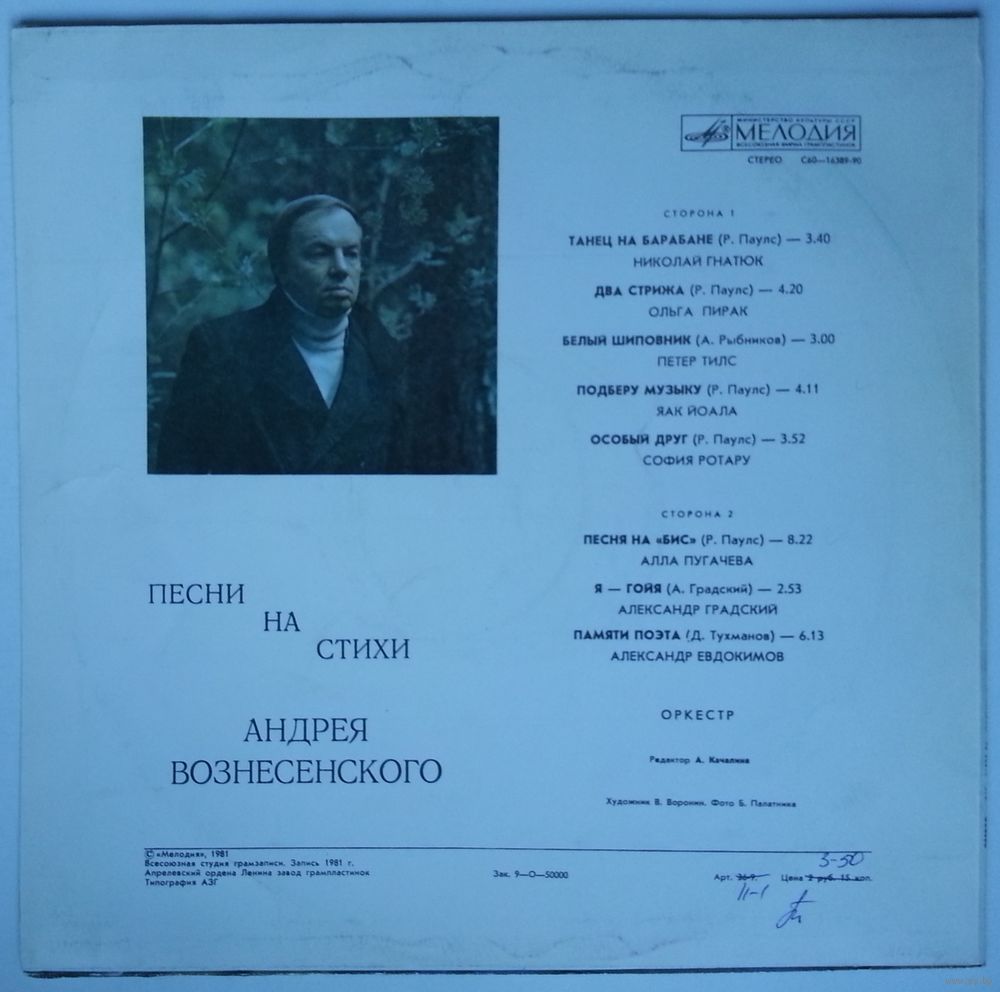 МИНИСТЕРСТВО КУЛЬТУРЫ СССР
МЕЛОДИЯ
ВСЕСОЮЗНАЯ ФИРМА ГРАМПЛАСТИНОК
СТЕРЕО С60—16389-90
СТОРОНА 1
ТАНЕЦ НА БАРАБАНЕ (Р. Паулс) — 3.40
НИКОЛАЙ ГНАТЮК
ДВА СТРИЖА (Р. Паулс) — 4.20
ОЛЬГА ПИРАК
БЕЛЫЙ ШИПОВНИК (А. Рыбников) — 3.00
ПЕТЕР ТИЛС
ПОДБЕРУ МУЗЫКУ (Р. Паулс) — 4.11
ЯАК ЙОАЛА
ОСОБЫЙ ДРУГ (Р. Паулс) — 3.52
СОФИЯ РОТАРУ
СТОРОНА 2
ПЕСНЯ НА «БИС» (Р. Паулс) — 8.22
АЛЛА ПУГАЧЕВА
Я — ГОЙЯ (А. Градский) — 2.53
АЛЕКСАНДР ГРАДСКИЙ
ПАМЯТИ ПОЭТА (Д. Тухманов) — 6.13
АЛЕКСАНДР ЕВДОКИМОВ
ОРКЕСТР
Редактор А. Качалина
Художник В. Воронин. Фото Б. Палатника
ПЕСНИ
НА
СТИХИ
АНДРЕЯ
ВОЗНЕСЕНСКОГО
© «Мелодия», 1981
Всесоюзная студия грамзаписи. Запись 1981 г.
Апрелевский ордена Ленина завод грампластинок
Типография АЗГ
Зак. 9—О—50000
3-50
Арт. 36-9. Цена 2 руб. 15 коп.
11-1